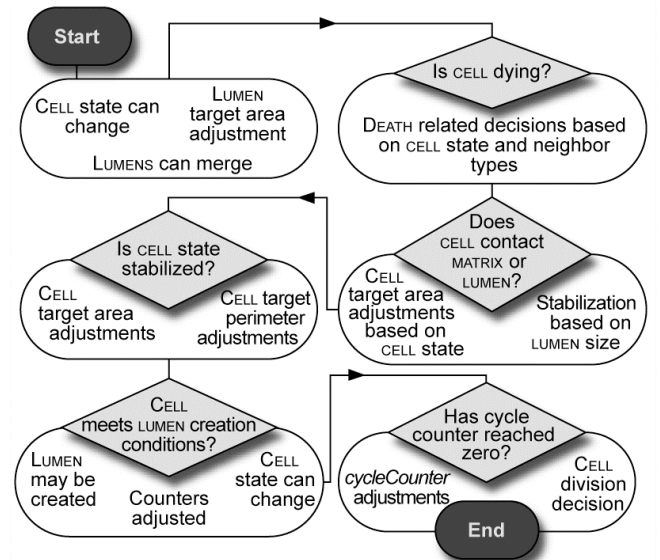 Start
CELL state can
change
LUMEN
target area
adjustment
LUMENS can merge
Is CELL dying?
DEATH related decisions based
on CELL state and neighbor
types
Does
CELL contact
MATRIX or
LUMEN?
CELL
target area
adjustments
based on
CELL state
Stabilization
based on
LUMEN size
Is CELL state
stabilized?
CELL
target area
adjustments
CELL target
perimeter
adjustments
CELL
meets LUMEN creation
conditions?
LUMEN
may be
created
Counters
adjusted
CELL
state can
change
Has cycle
counter reached
zero?
cycleCounter
adjustments
CELL
division
decision
End